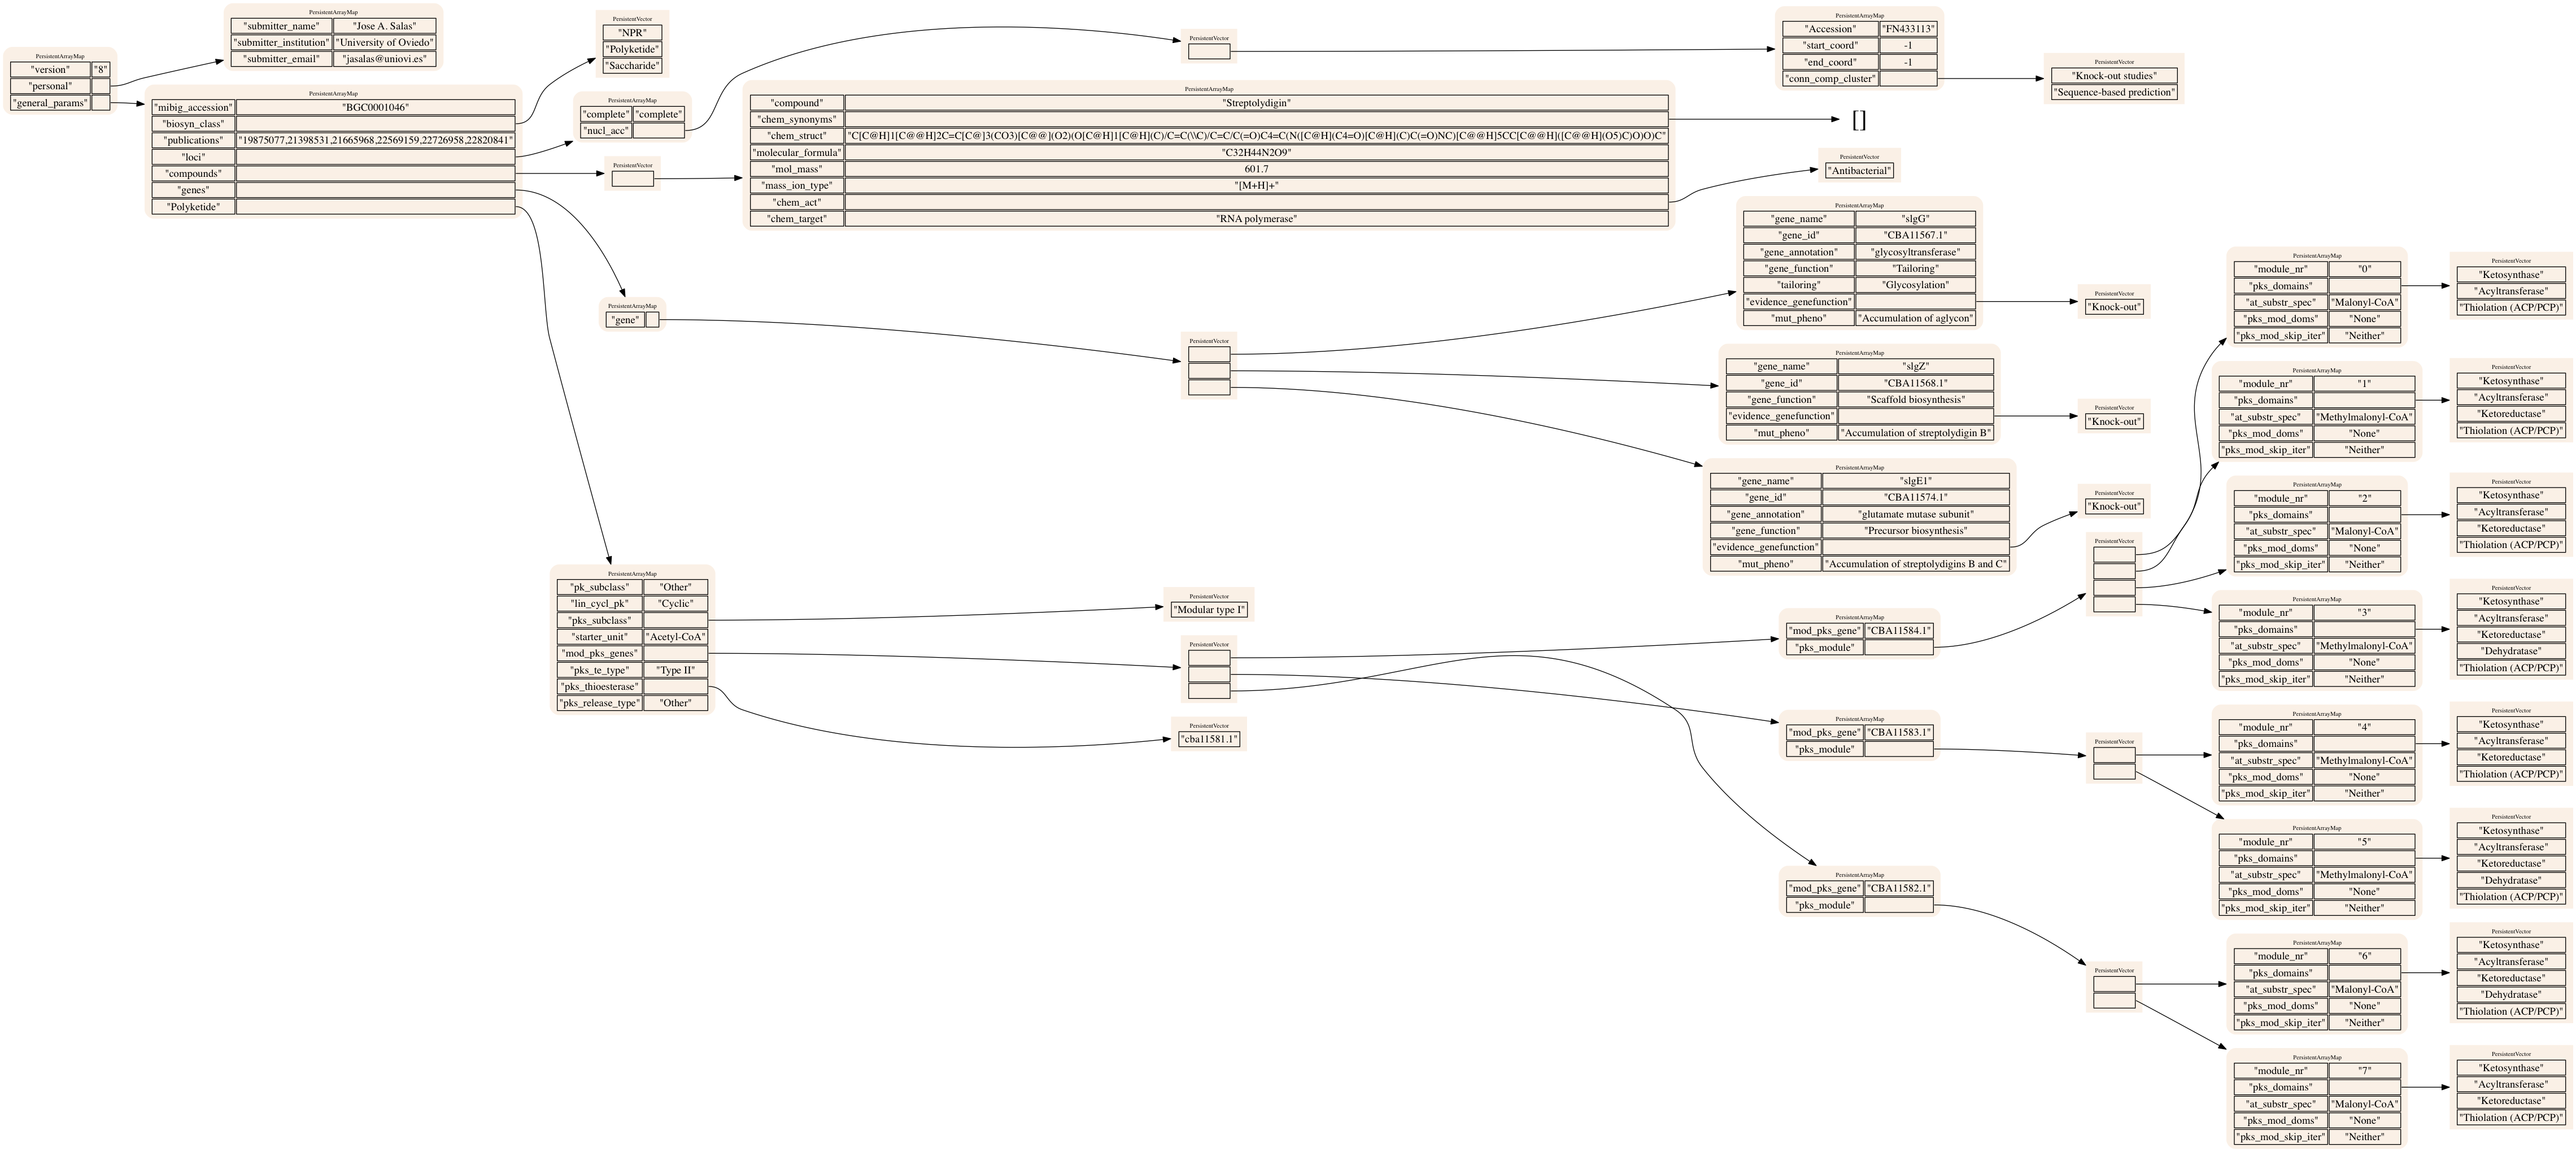 PersistentArrayMap
"version" "8"
"personal"
"general_params"
PersistentArrayMap
"submitter_name" "Jose A. Salas"
"submitter_institution" "University of Oviedo"
"submitter_email" "jasalas@uniovi.es"
PersistentArrayMap
"mibig_accession" "BGC0001046"
"biosyn_class"
"publications" "19875077,21398531,21665968,22569159,22726958,22820841"
"loci"
"compounds"
"genes"
"Polyketide"
PersistentVector
"NPR"
"Polyketide"
"Saccharide"
PersistentArrayMap
"complete" "complete"
"nucl_acc"
PersistentVector
PersistentArrayMap
"Accession" "FN433113"
"start_coord" -1
"end_coord" -1
"conn_comp_cluster"
PersistentVector
"Knock-out studies"
"Sequence-based prediction"
PersistentVector
PersistentArrayMap
"compound" "Streptolydigin"
"chem_synonyms"
"chem_struct" "C[C@H]1[C@@H]2C=C[C@]3(CO3)[C@@](O2)(O[C@H]1[C@H](C)/C=C(\\C)/C=C/C(=O)C4=C(N([C@H](C4=O)[C@H](C)C(=O)NC)[C@@H]5CC[C@@H]([C@@H](O5)C)O)O)C"
"molecular_formula" "C32H44N2O9"
"mol_mass" 601.7
"mass_ion_type" "[M+H]+"
"chem_act"
"chem_target" "RNA polymerase"
[]
PersistentVector
"Antibacterial"
PersistentArrayMap
"gene"
PersistentVector
PersistentArrayMap
"gene_name" "slgG"
"gene_id" "CBA11567.1"
"gene_annotation" "glycosyltransferase"
"gene_function" "Tailoring"
"tailoring" "Glycosylation"
"evidence_genefunction"
"mut_pheno" "Accumulation of aglycon"
PersistentVector
"Knock-out"
PersistentArrayMap
"gene_name" "slgZ"
"gene_id" "CBA11568.1"
"gene_function" "Scaffold biosynthesis"
"evidence_genefunction"
"mut_pheno" "Accumulation of streptolydigin B"
PersistentVector
"Knock-out"
PersistentArrayMap
"gene_name" "slgE1"
"gene_id" "CBA11574.1"
"gene_annotation" "glutamate mutase subunit"
"gene_function" "Precursor biosynthesis"
"evidence_genefunction"
"mut_pheno" "Accumulation of streptolydigins B and C"
PersistentVector
"Knock-out"
PersistentArrayMap
"pk_subclass" "Other"
"lin_cycl_pk" "Cyclic"
"pks_subclass"
"starter_unit" "Acetyl-CoA"
"mod_pks_genes"
"pks_te_type" "Type II"
"pks_thioesterase"
"pks_release_type" "Other"
PersistentVector
"Modular type I"
PersistentVector
PersistentVector
"cba11581.1"
PersistentArrayMap
"mod_pks_gene" "CBA11584.1"
"pks_module"
PersistentVector
PersistentArrayMap
"module_nr" "0"
"pks_domains"
"at_substr_spec" "Malonyl-CoA"
"pks_mod_doms" "None"
"pks_mod_skip_iter" "Neither"
PersistentVector
"Ketosynthase"
"Acyltransferase"
"Thiolation (ACP/PCP)"
PersistentArrayMap
"module_nr" "1"
"pks_domains"
"at_substr_spec" "Methylmalonyl-CoA"
"pks_mod_doms" "None"
"pks_mod_skip_iter" "Neither"
PersistentVector
"Ketosynthase"
"Acyltransferase"
"Ketoreductase"
"Thiolation (ACP/PCP)"
PersistentArrayMap
"module_nr" "2"
"pks_domains"
"at_substr_spec" "Malonyl-CoA"
"pks_mod_doms" "None"
"pks_mod_skip_iter" "Neither"
PersistentVector
"Ketosynthase"
"Acyltransferase"
"Ketoreductase"
"Thiolation (ACP/PCP)"
PersistentArrayMap
"module_nr" "3"
"pks_domains"
"at_substr_spec" "Methylmalonyl-CoA"
"pks_mod_doms" "None"
"pks_mod_skip_iter" "Neither"
PersistentVector
"Ketosynthase"
"Acyltransferase"
"Ketoreductase"
"Dehydratase"
"Thiolation (ACP/PCP)"
PersistentArrayMap
"mod_pks_gene" "CBA11583.1"
"pks_module"
PersistentVector
PersistentArrayMap
"module_nr" "4"
"pks_domains"
"at_substr_spec" "Methylmalonyl-CoA"
"pks_mod_doms" "None"
"pks_mod_skip_iter" "Neither"
PersistentVector
"Ketosynthase"
"Acyltransferase"
"Ketoreductase"
"Thiolation (ACP/PCP)"
PersistentArrayMap
"module_nr" "5"
"pks_domains"
"at_substr_spec" "Methylmalonyl-CoA"
"pks_mod_doms" "None"
"pks_mod_skip_iter" "Neither"
PersistentVector
"Ketosynthase"
"Acyltransferase"
"Ketoreductase"
"Dehydratase"
"Thiolation (ACP/PCP)"
PersistentArrayMap
"mod_pks_gene" "CBA11582.1"
"pks_module"
PersistentVector
PersistentArrayMap
"module_nr" "6"
"pks_domains"
"at_substr_spec" "Malonyl-CoA"
"pks_mod_doms" "None"
"pks_mod_skip_iter" "Neither"
PersistentVector
"Ketosynthase"
"Acyltransferase"
"Ketoreductase"
"Dehydratase"
"Thiolation (ACP/PCP)"
PersistentArrayMap
"module_nr" "7"
"pks_domains"
"at_substr_spec" "Malonyl-CoA"
"pks_mod_doms" "None"
"pks_mod_skip_iter" "Neither"
PersistentVector
"Ketosynthase"
"Acyltransferase"
"Ketoreductase"
"Thiolation (ACP/PCP)"